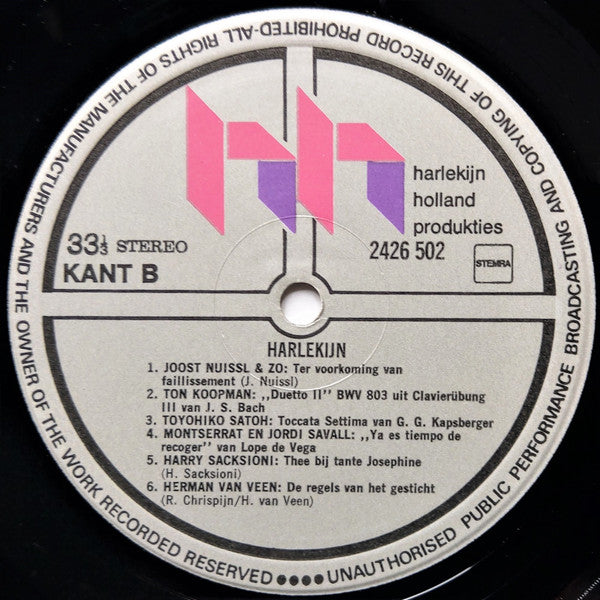 harlekijn
holland
produkties
33⅓ STEREO
2426 502
STEMRA
KANT B
HARLEKIJN
1. JOOST NUISSL & ZO: Ter voorkoming van
faillissement (J. Nuissl)
2. TON KOOPMAN: ,,Duetto II'' BWV 803 uit Clavierübung
III van J. S. Bach
3. TOYOHIKO SATOH: Toccata Settima van G. G. Kapsberger
4. MONTSERRAT EN JORDI SAVALL: ,,Ya es tiempo de
recoger'' van Lope de Vega
5. HARRY SACKSIONI: Thee bij tante Josephine
(H. Sacksioni)
6. HERMAN VAN VEEN: De regels van het gesticht
(R. Chrispijn/H. van Veen)
ALL RIGHTS OF THE MANUFACTURERS AND THE OWNER OF THE WORK RECORDED RESERVED ●●●● UNAUTHORISED PUBLIC PERFORMANCE BROADCASTING AND COPYING OF THIS RECORD PROHIBITED-